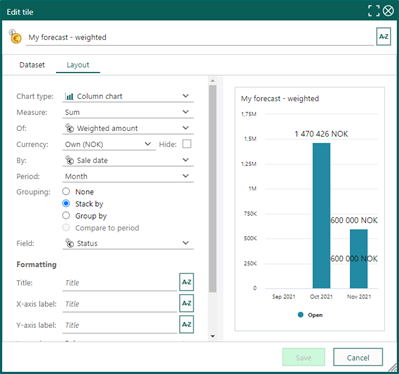 Edit tile
My forecast - weighted
A-Z
Dataset
Layout
Chart type: Column chart
Measure: Sum
Of: Weighted amount
Currency: Own (NOK) Hide:
By: Sale date
Period: Month
Grouping: None
Stack by
Group by
Compare to period
Field: Status
Formatting
Title: Title A-Z
X-axis label: Title A-Z
Y-axis label: Title A-Z
My forecast - weighted
1,75M
1,5M
1,25M
1M
750K
500K
250K
0
1 470 426 NOK
600 000 NOK
600 000 NOK
Sep 2021 Oct 2021 Nov 2021
Open
Save
Cancel